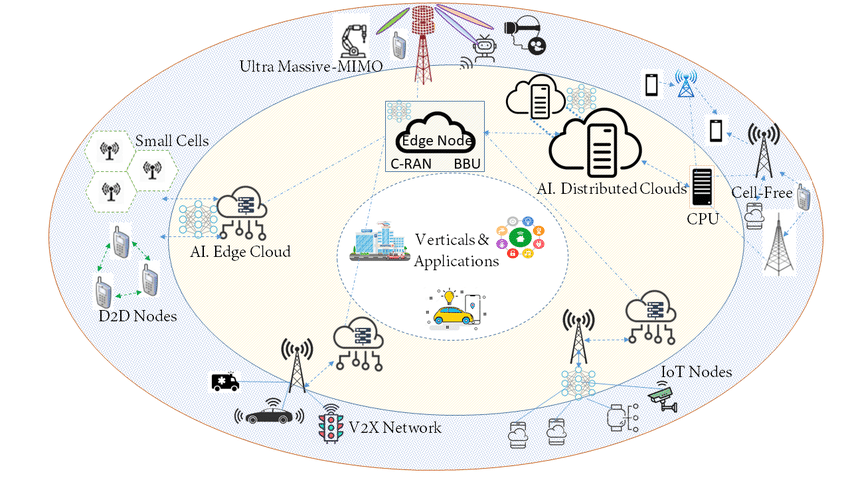 Ultra Massive-MIMO
Small Cells
Edge Node
C-RAN BBU
AI. Distributed Clouds
Cell-Free
CPU
AI. Edge Cloud
Verticals &
Applications
D2D Nodes
IoT Nodes
V2X Network